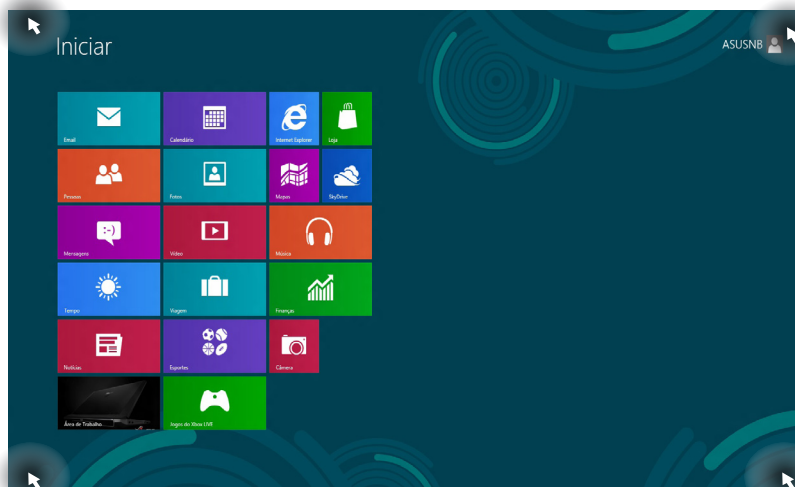 Iniciar
ASUSNB
Email
Calendário
Internet Explorer
Loja
Pessoas
Fotos
Mapas
SkyDrive
:-)
Mensagens
Vídeo
Música
Tempo
Viagem
Finanças
Notícias
Esportes
Câmera
Área de Trabalho
Jogos do Xbox LIVE